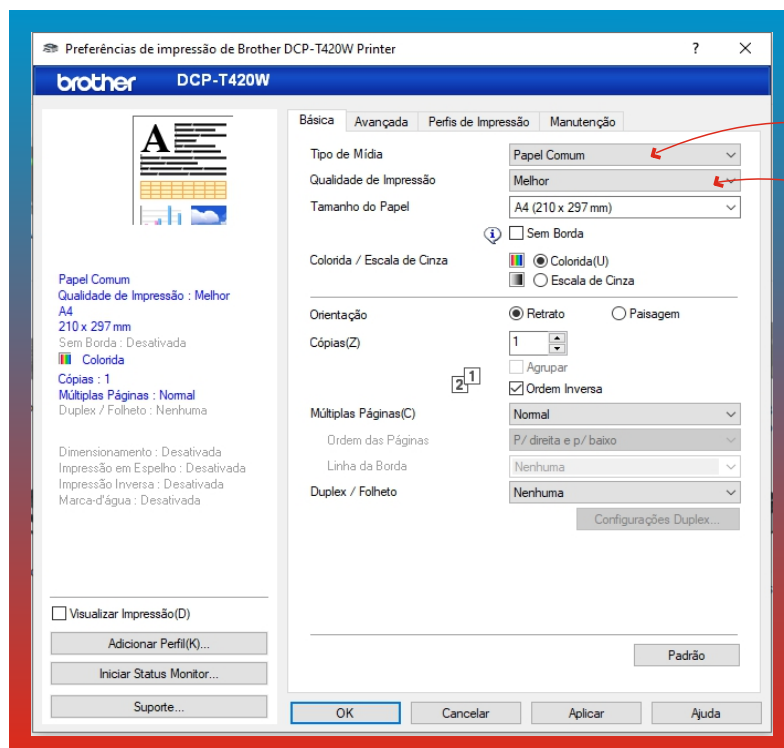 Preferências de impressão de Brother DCP-T420W Printer
brother DCP-T420W
Básica Avançada Perfis de Impressão Manutenção
A
Tipo de Mídia Papel Comum
Qualidade de Impressão Melhor
Tamanho do Papel A4 (210 x 297 mm)
Sem Borda
Colorida / Escala de Cinza Colorida(U)
Escala de Cinza
Papel Comum
Qualidade de Impressão : Melhor
A4
210 x 297 mm
Sem Borda : Desativada
Colorida
Cópias : 1
Múltiplas Páginas : Normal
Duplex / Folheto : Nenhuma
Dimensionamento : Desativada
Impressão em Espelho : Desativada
Impressão Inversa : Desativada
Marca-d'água : Desativada
Orientação Retrato Paisagem
Cópias(Z) 1
Agrupar
2 1 Ordem Inversa
Múltiplas Páginas(C) Normal
Ordem das Páginas P/ direita e p/ baixo
Linha da Borda Nenhuma
Duplex / Folheto Nenhuma
Configurações Duplex...
Visualizar Impressão(D)
Adicionar Perfil(K)...
Iniciar Status Monitor...
Suporte...
Padrão
OK Cancelar Aplicar Ajuda